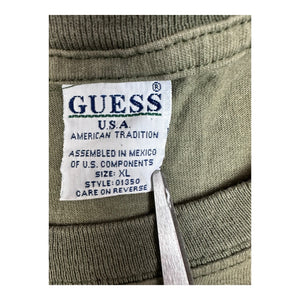 GUESS®
U.S.A.
AMERICAN TRADITION
ASSEMBLED IN MEXICO
OF U.S. COMPONENTS
SIZE: XL
STYLE: 01350
CARE ON REVERSE